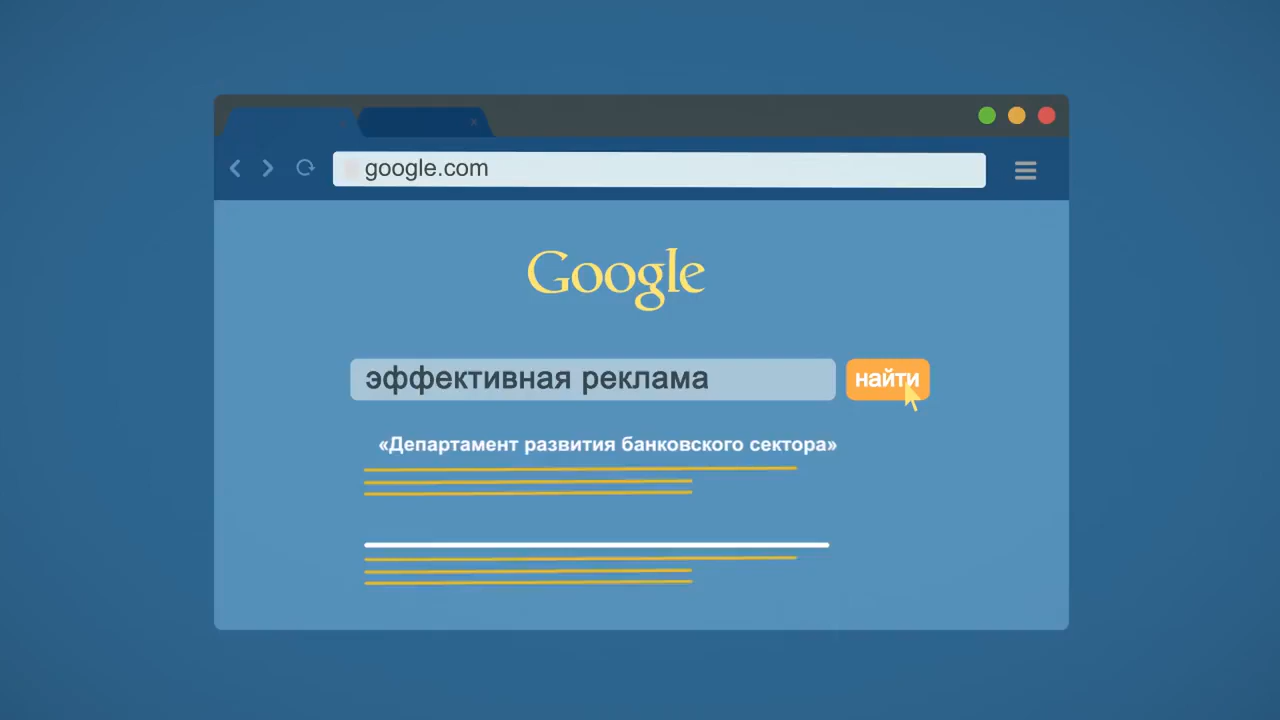 google.com
Google
эффективная реклама
найти
«Департамент развития банковского сектора»